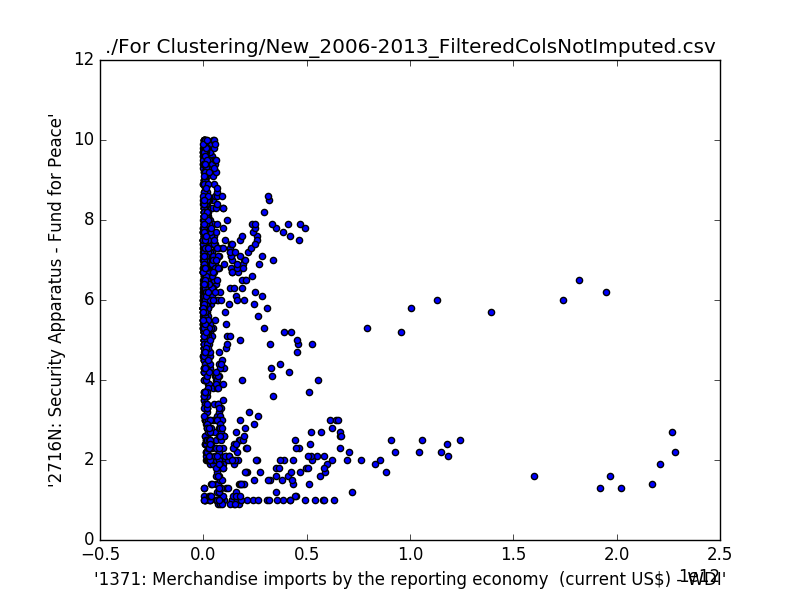 ./For Clustering/New_2006-2013_FilteredColsNotImputed.csv
12
10
8
6
4
2
0
'2716N: Security Apparatus - Fund for Peace'
−0.5 0.0 0.5 1.0 1.5 2.0 2.5
1e12
'1371: Merchandise imports by the reporting economy  (current US$) - WDI'